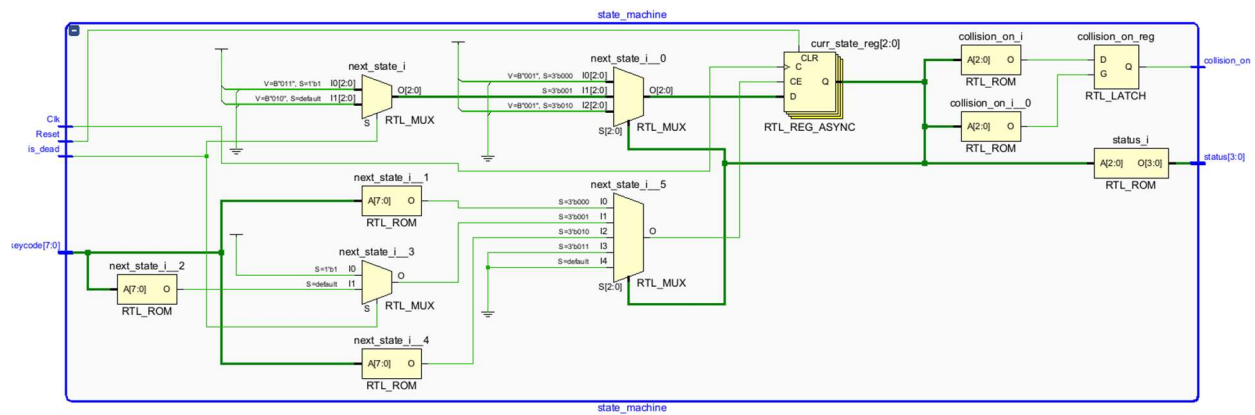 state_machine
curr_state_reg[2:0]
collision_on_i
collision_on_reg
next_state_i
next_state_i__0
CLR
C
CE
D
Q
RTL_REG_ASYNC
V=B"011", S=1'b1 I0[2:0]
V=B"010", S=default I1[2:0]
O[2:0]
S
RTL_MUX
V=B"001", S=3'b000 I0[2:0]
S=3'b001 I1[2:0]
V=B"001", S=3'b010 I2[2:0]
O[2:0]
S[2:0]
RTL_MUX
A[2:0] O
RTL_ROM
D
G
Q
RTL_LATCH
collision_on
collision_on_i__0
A[2:0] O
RTL_ROM
Clk
Reset
is_dead
status_i
A[2:0] O[3:0]
RTL_ROM
status[3:0]
next_state_i__1
A[7:0] O
RTL_ROM
next_state_i__5
S=3'b000 I0
S=3'b001 I1
S=3'b010 I2
S=3'b011 I3
S=default I4
O
S[2:0]
RTL_MUX
eycode[7:0]
next_state_i__2
A[7:0] O
RTL_ROM
next_state_i__3
S=1'b1 I0
S=default I1
O
S
RTL_MUX
next_state_i__4
A[7:0] O
RTL_ROM
state_machine